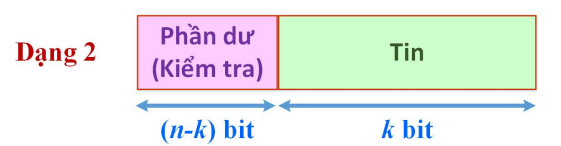 Dạng 2
Phần dư
(Kiểm tra)
Tin
(n-k) bit
k bit